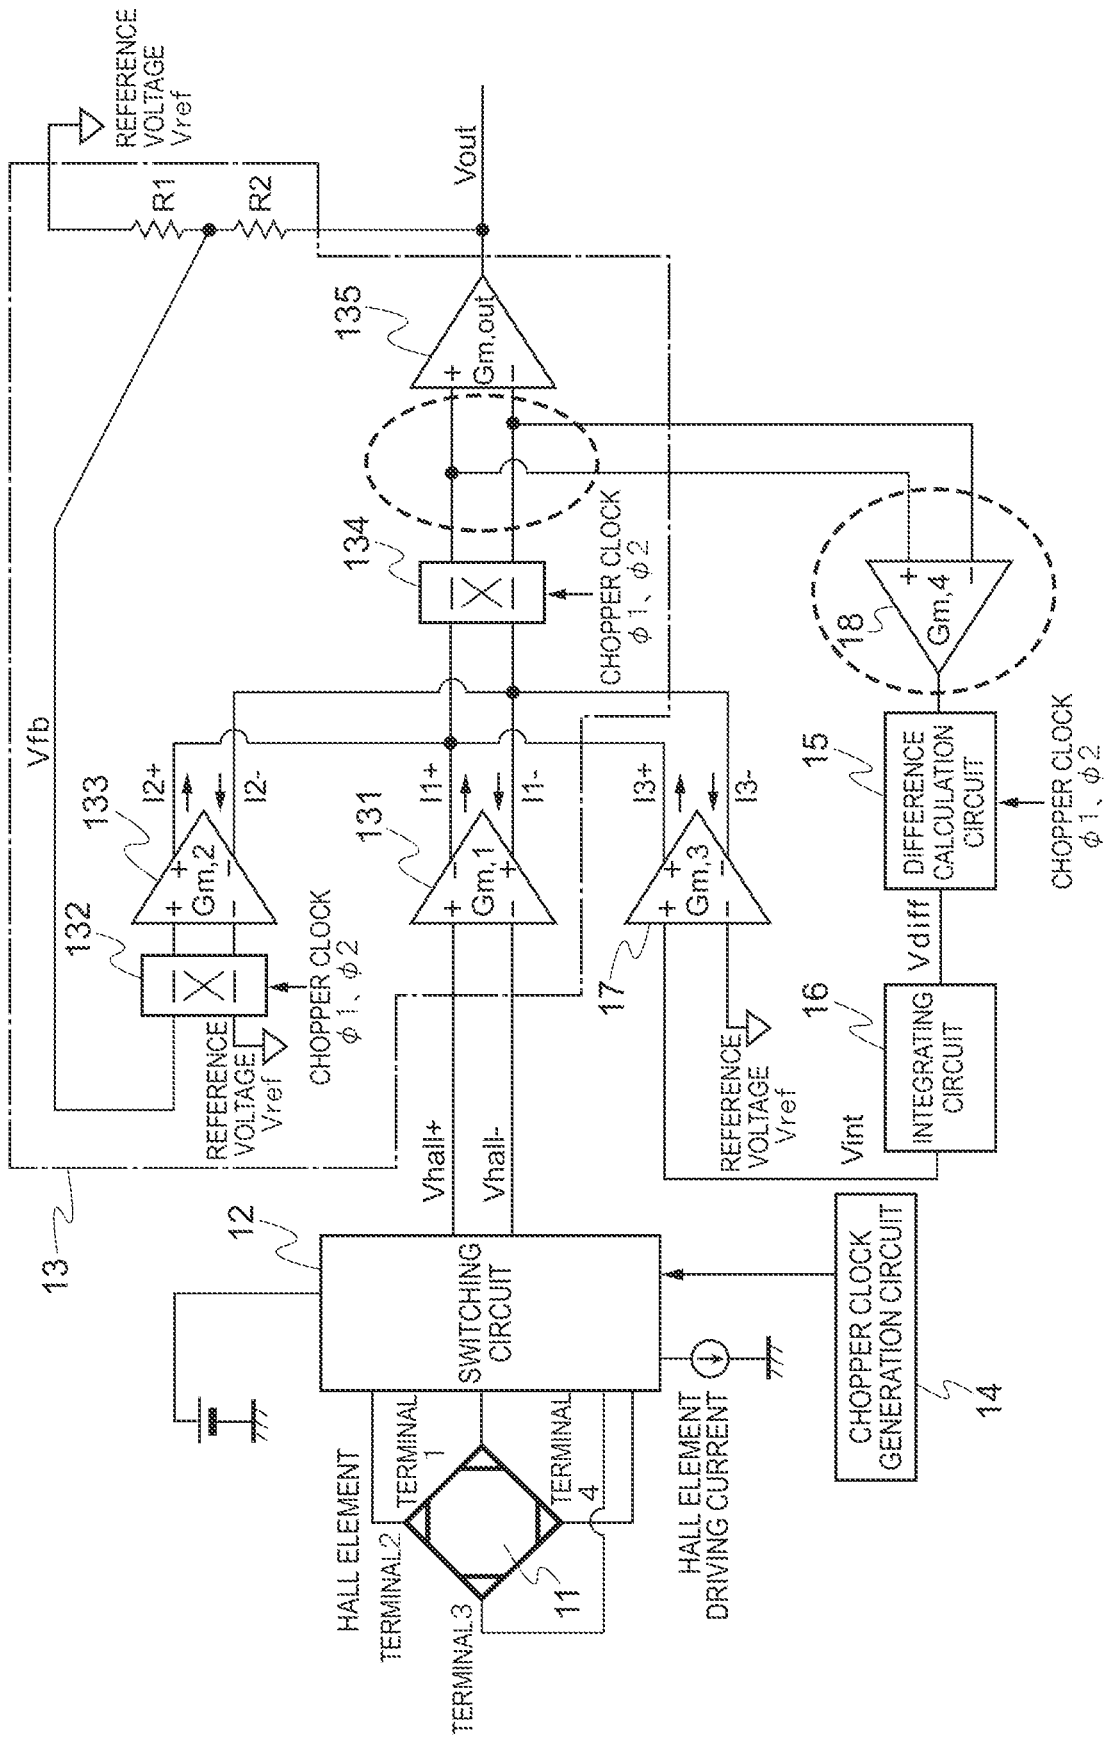 HALL ELEMENT
TERMINAL2
TERMINAL3
TERMINAL
1
TERMINAL
4
11
HALL ELEMENT
DRIVING CURRENT
12
SWITCHING
CIRCUIT
14
CHOPPER CLOCK
GENERATION CIRCUIT
13
Vhall+
Vhall-
REFERENCE
VOLTAGE
Vref
132
CHOPPER CLOCK
φ1、φ2
133
+
-
Gm,2
+
-
I2+
I2-
Vfb
131
+
-
Gm,1
-
+
I1+
I1-
17
+
-
Gm,3
+
-
I3+
I3-
REFERENCE
VOLTAGE
Vref
Vint
16
INTEGRATING
CIRCUIT
Vdiff
15
DIFFERENCE
CALCULATION
CIRCUIT
CHOPPER CLOCK
φ1、φ2
18
Gm,4
+
-
134
CHOPPER CLOCK
φ1、φ2
135
+
-
Gm,out
Vout
R1
R2
REFERENCE
VOLTAGE
Vref